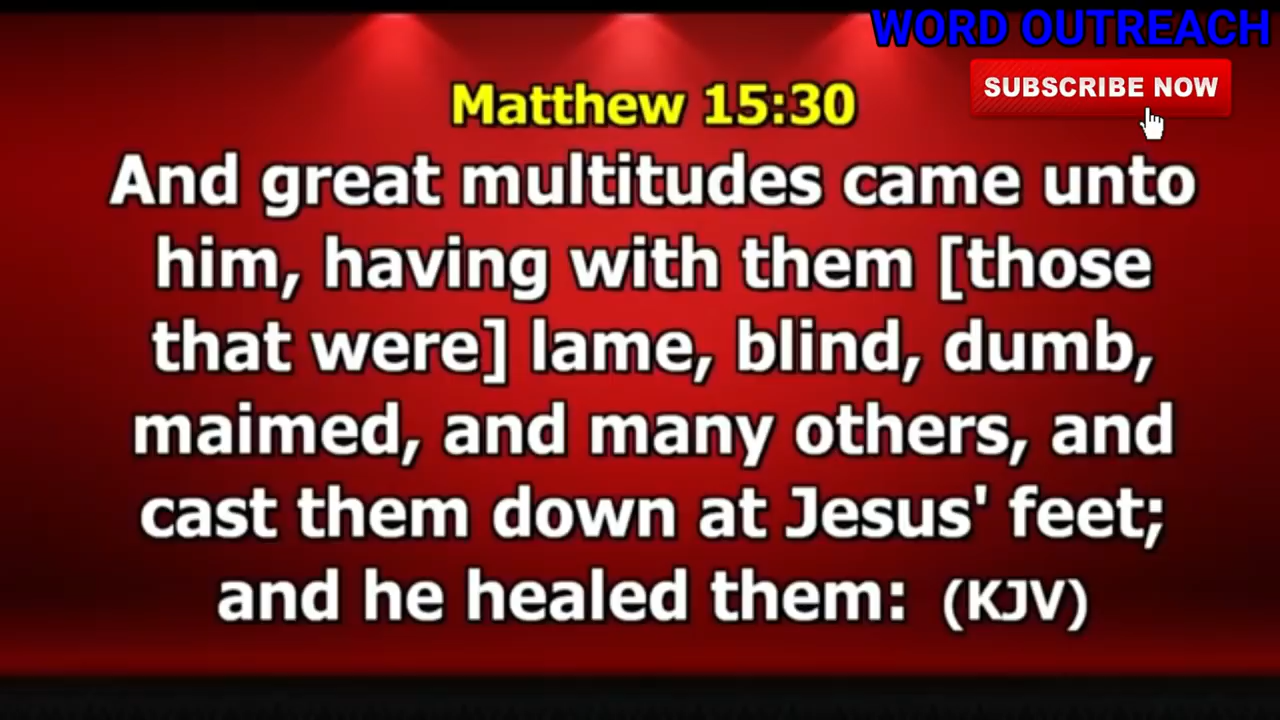 WORD OUTREACH
SUBSCRIBE NOW
Matthew 15:30
And great multitudes came unto
him, having with them [those
that were] lame, blind, dumb,
maimed, and many others, and
cast them down at Jesus' feet;
and he healed them: (KJV)